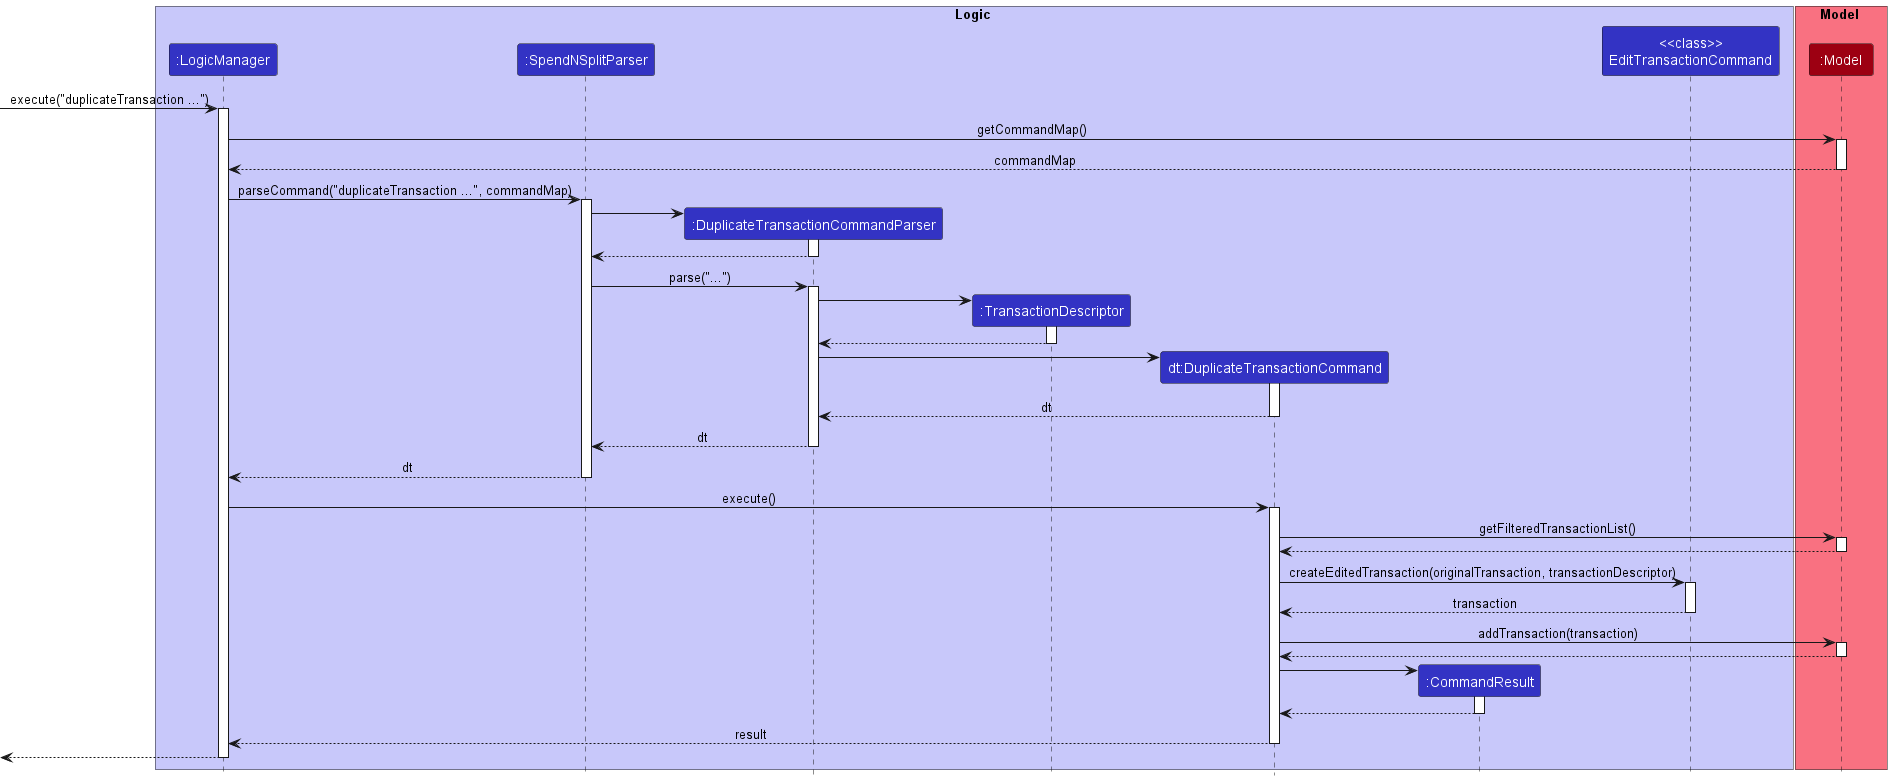 Logic
Model
<<class>>
:LogicManager
:SpendNSplitParser
EditTransactionCommand
:Model
execute("duplicateTransaction ...")
getCommandMap()
commandMap
parseCommand("duplicateTransaction ...", commandMap)
:DuplicateTransactionCommandParser
parse("...")
:TransactionDescriptor
dt:DuplicateTransactionCommand
dt
dt
dt
execute()
getFilteredTransactionList()
createEditedTransaction(originalTransaction, transactionDescriptor)
transaction
addTransaction(transaction)
:CommandResult
result